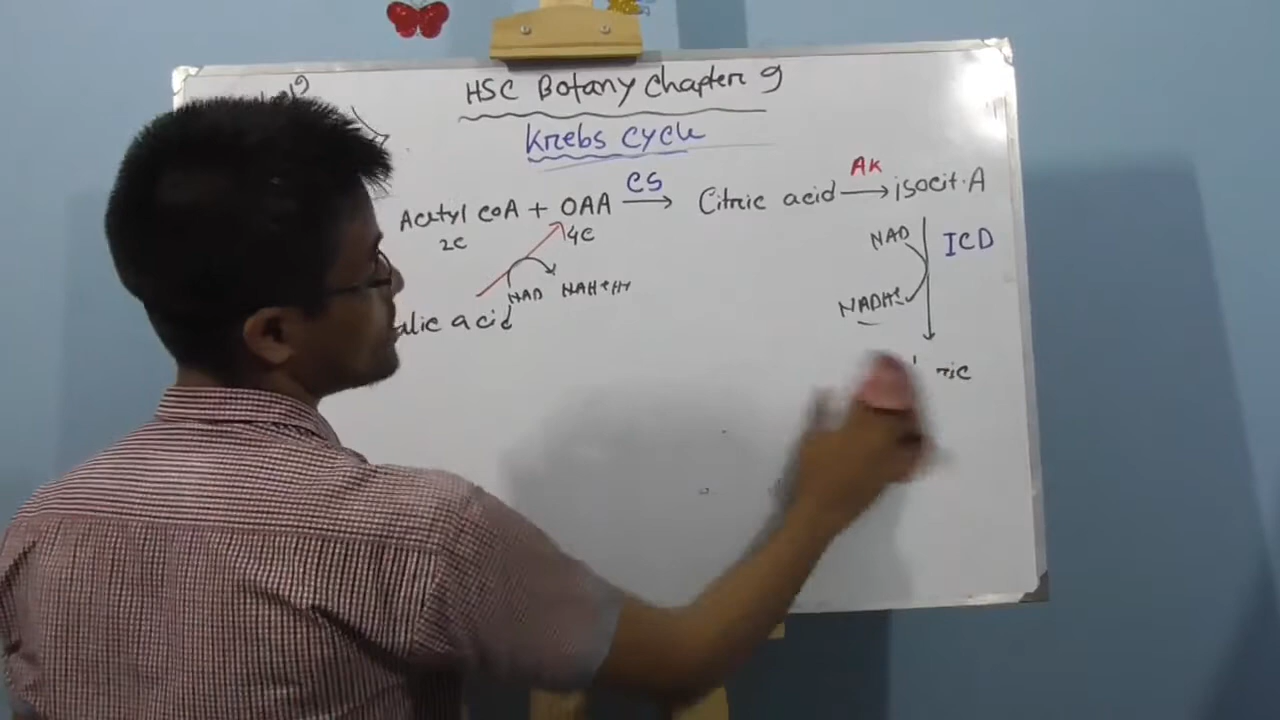 HSC Botany Chapter 9
Krebs cycle
Acetyl coA + OAA CS Citric acid AK isocit.A
2C 4C
NAD ICD
NAD NAH+H+
NADH
alic acid
ric